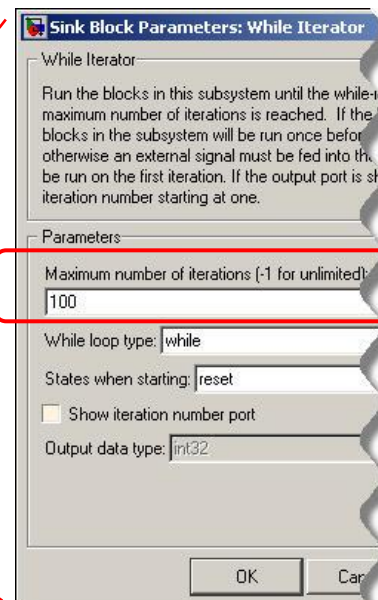 Sink Block Parameters: While Iterator
While Iterator
Run the blocks in this subsystem until the while-
maximum number of iterations is reached. If the
blocks in the subsystem will be run once
otherwise an external signal must be fed into
be run on the first iteration. If the output port is
iteration number starting at one.
Parameters
Maximum number of iterations (-1 for unlimited):
100
While loop type: while
States when starting: reset
Show iteration number port
Output data type: int32
OK